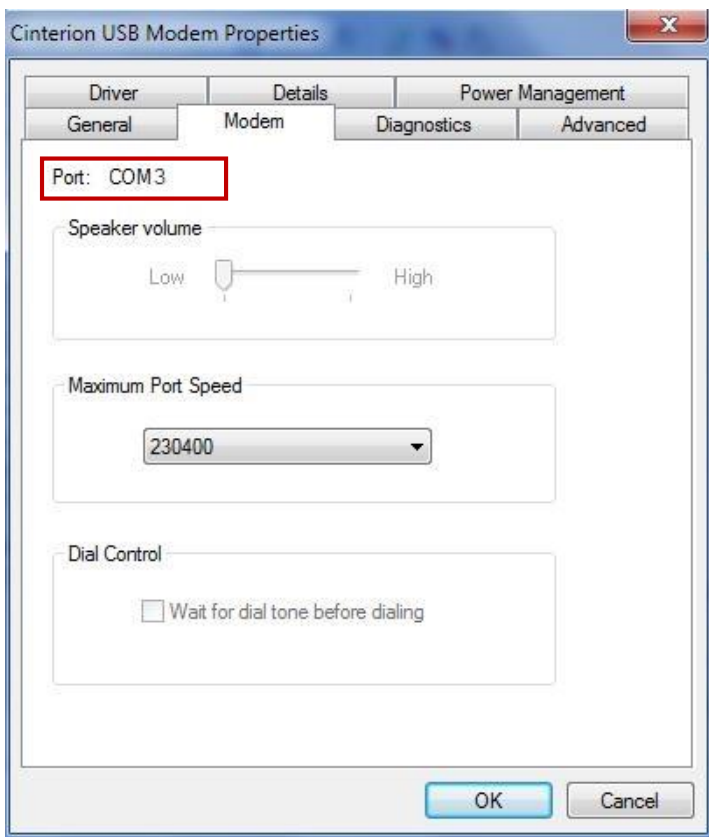 Cinterion USB Modem Properties
Driver Details Power Management
General Modem Diagnostics Advanced
Port: COM3
Speaker volume
Low High
Maximum Port Speed
230400
Dial Control
Wait for dial tone before dialing
OK Cancel